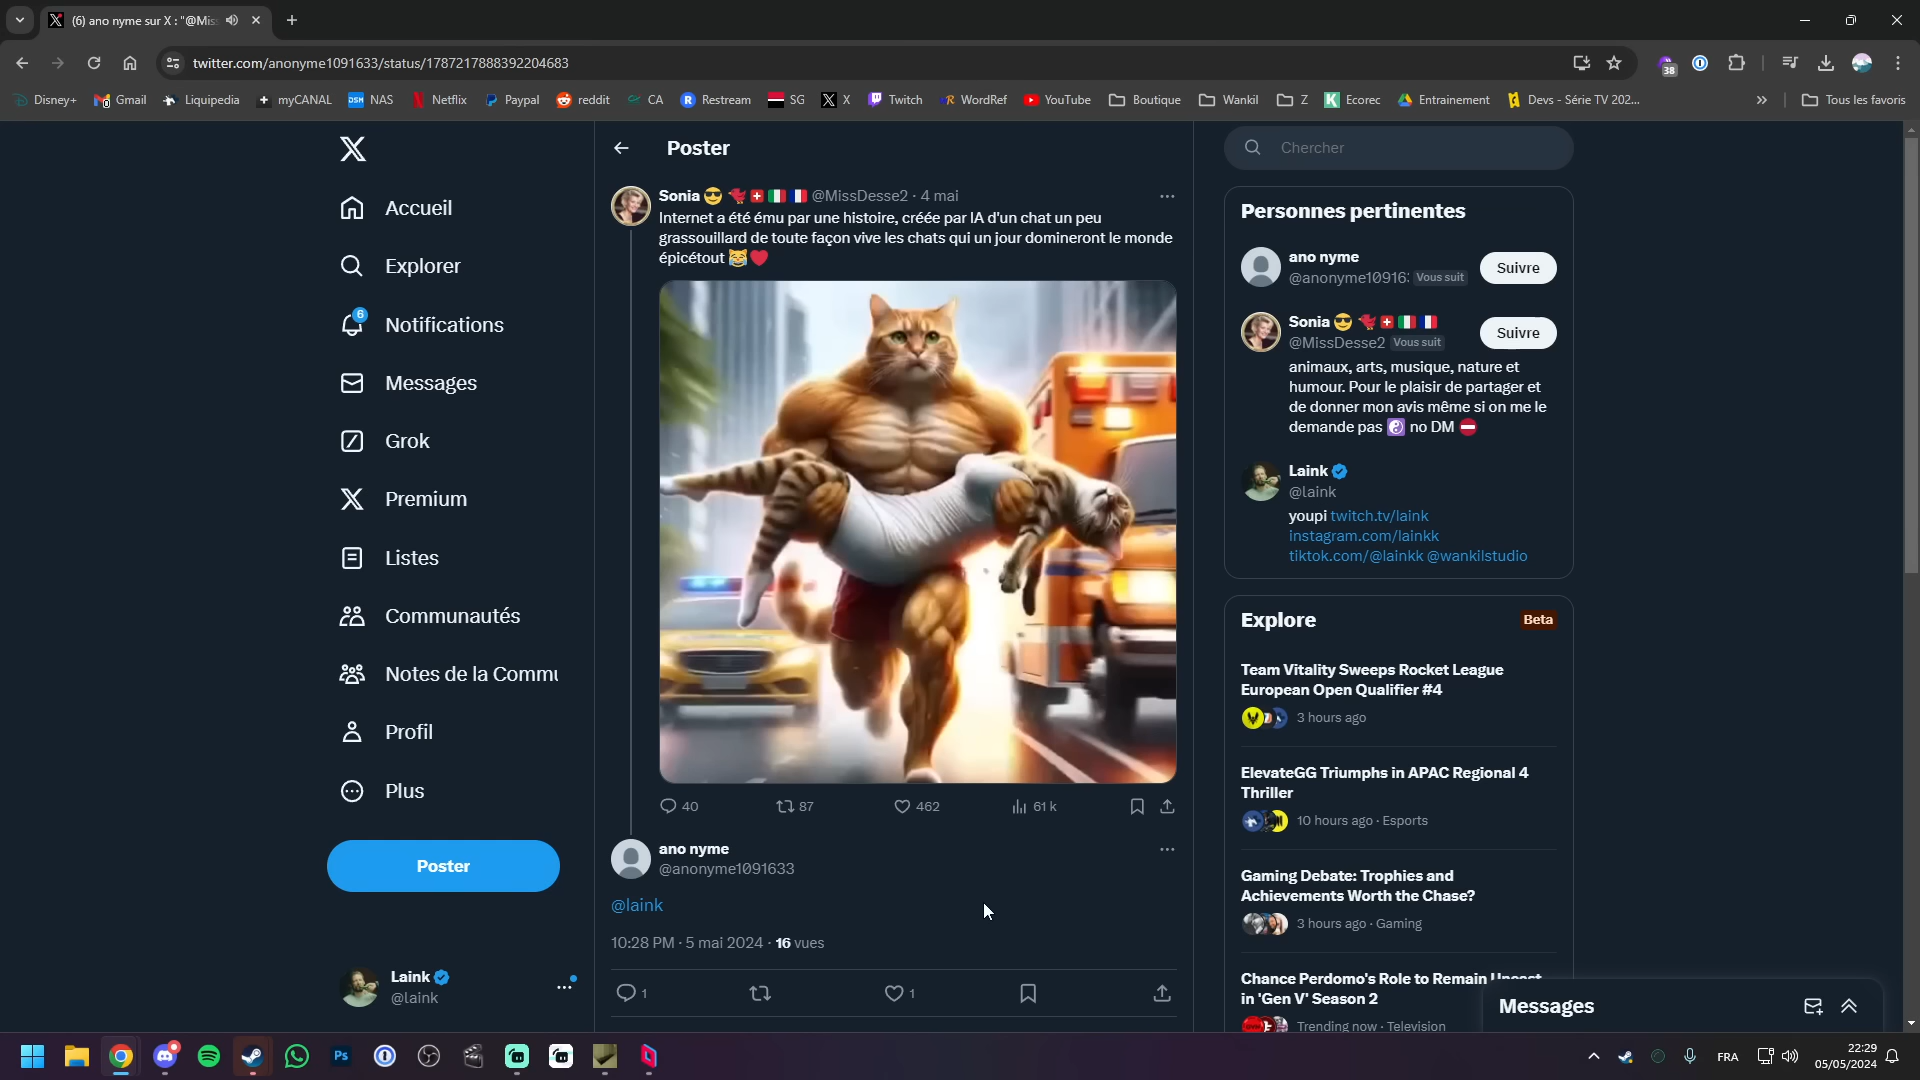 (6) ano nyme sur X : "@Mis
twitter.com/anonyme1091633/status/1787217888392204683
38
Disney+
Gmail
Liquipedia
myCANAL
DSM NAS
Netflix
Paypal
reddit
CA
Restream
SG
X
Twitch
WordRef
YouTube
Boutique
Wankil
Z
Ecorec
Entrainement
Devs - Série TV 202...
Tous les favoris
Accueil
Explorer
6
Notifications
Messages
Grok
Premium
Listes
Communautés
Notes de la Commu
Profil
Plus
Poster
Laink
@laink
Poster
Sonia 😎 🐦‍🔥🇨🇭🇮🇹🇫🇷 @MissDesse2 · 4 mai
Internet a été ému par une histoire, créée par IA d'un chat un peu
grassouillard de toute façon vive les chats qui un jour domineront le monde
épicétout 😹❤️
40 87 462 61 k
ano nyme
@anonyme1091633
@laink
10:28 PM · 5 mai 2024 · 16 vues
1 1
Chercher
Personnes pertinentes
ano nyme
@anonyme10916 Vous suit
Suivre
Sonia 😎 🐦‍🔥🇨🇭🇮🇹🇫🇷
@MissDesse2 Vous suit
Suivre
animaux, arts, musique, nature et
humour. Pour le plaisir de partager et
de donner mon avis même si on me le
demande pas ☯️ no DM ⛔
Laink
@laink
youpi twitch.tv/laink
instagram.com/lainkk
tiktok.com/@lainkk @wankilstudio
Explore Beta
Team Vitality Sweeps Rocket League
European Open Qualifier #4
3 hours ago
ElevateGG Triumphs in APAC Regional 4
Thriller
10 hours ago · Esports
Gaming Debate: Trophies and
Achievements Worth the Chase?
3 hours ago · Gaming
Chance Perdomo's Role to Remain
in 'Gen V' Season 2
Trending now · Television
Messages
Ps
FRA
22:29
05/05/2024